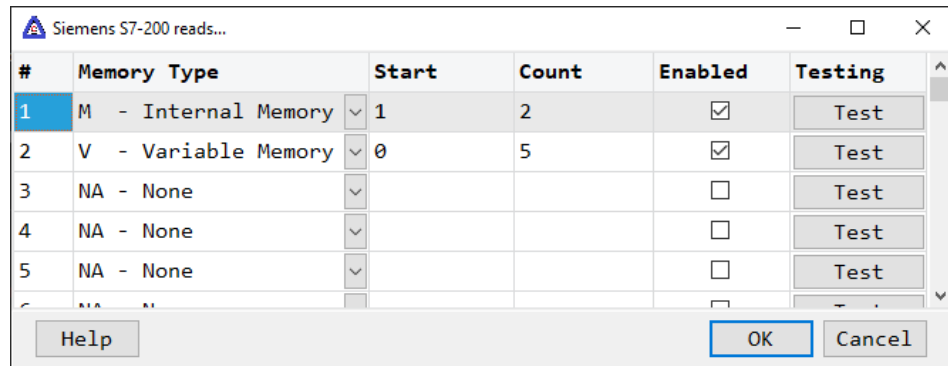 Siemens S7-200 reads...
# Memory Type Start Count Enabled Testing
1 M - Internal Memory 1 2 Test
2 V - Variable Memory 0 5 Test
3 NA - None Test
4 NA - None Test
5 NA - None Test
Help OK Cancel